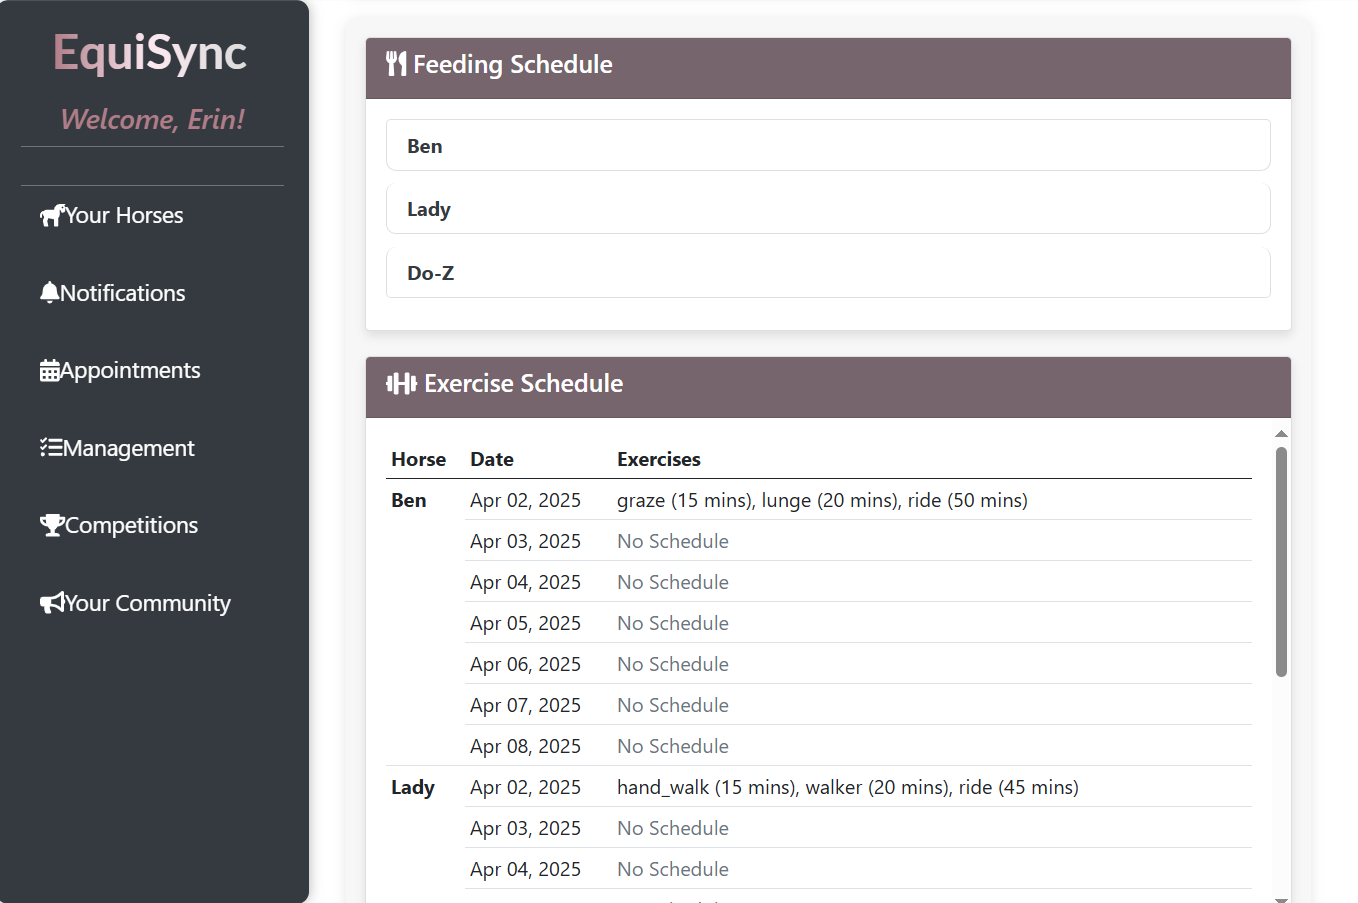 EquiSync
Welcome, Erin!
Your Horses
Notifications
Appointments
Management
Competitions
Your Community
Feeding Schedule
Ben
Lady
Do-Z
Exercise Schedule
Horse Date Exercises
Ben Apr 02, 2025 graze (15 mins), lunge (20 mins), ride (50 mins)
Apr 03, 2025 No Schedule
Apr 04, 2025 No Schedule
Apr 05, 2025 No Schedule
Apr 06, 2025 No Schedule
Apr 07, 2025 No Schedule
Apr 08, 2025 No Schedule
Lady Apr 02, 2025 hand_walk (15 mins), walker (20 mins), ride (45 mins)
Apr 03, 2025 No Schedule
Apr 04, 2025 No Schedule